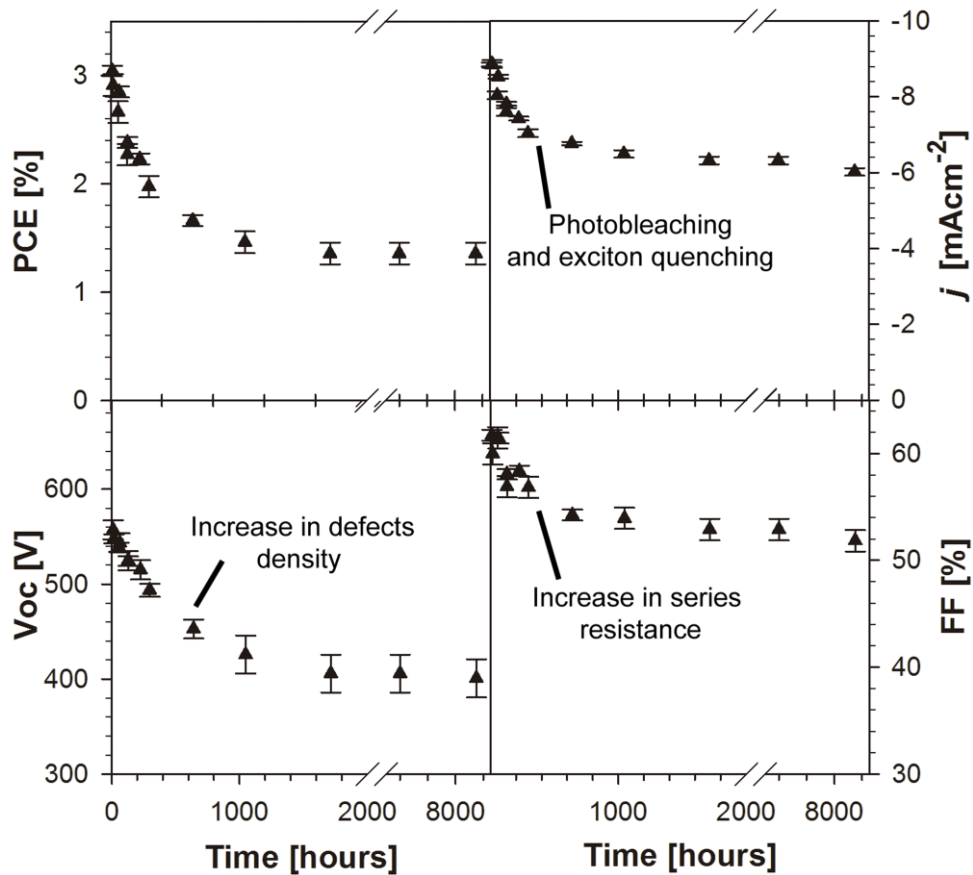 3
2
1
0
PCE [%]
Photobleaching
and exciton quenching
-10
-8
-6
-4
-2
0
j [mAcm-2]
600
500
400
300
Voc [V]
Increase in defects
density
Increase in series
resistance
60
50
40
30
FF [%]
0 1000 2000 8000 1000 2000 8000
Time [hours] Time [hours]